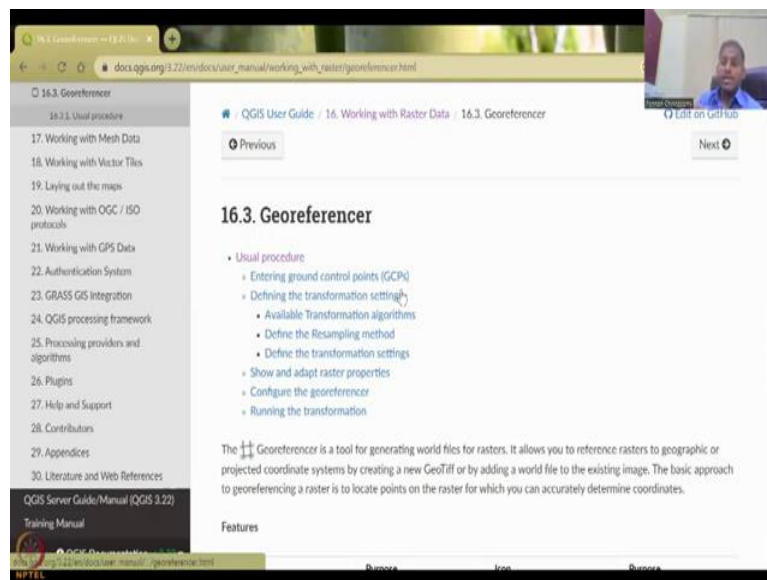 docs.qgis.org/3.22/en/docs/user_manual/working_with_raster/georeferencer.html
16.3. Georeferencer
16.3.1. Usual procedure
17. Working with Mesh Data
18. Working with Vector Tiles
19. Laying out the maps
20. Working with OGC / ISO
protocols
21. Working with GPS Data
22. Authentication System
23. GRASS GIS Integration
24. QGIS processing framework
25. Processing providers and
algorithms
26. Plugins
27. Help and Support
28. Contributors
29. Appendices
30. Literature and Web References
QGIS Server Guide/Manual (QGIS 3.22)
Training Manual
QGIS User Guide / 16. Working with Raster Data / 16.3. Georeferencer
Edit on GitHub
Previous
Next
16.3. Georeferencer
Usual procedure
Entering ground control points (GCPs)
Defining the transformation settings
Available Transformation algorithms
Define the Resampling method
Define the transformation settings
Show and adapt raster properties
Configure the georeferencer
Running the transformation
The Georeferencer is a tool for generating world files for rasters. It allows you to reference rasters to geographic or
projected coordinate systems by creating a new GeoTiff or by adding a world file to the existing image. The basic approach
to georeferencing a raster is to locate points on the raster for which you can accurately determine coordinates.
Features
Purpose Icon Purpose
NPTEL